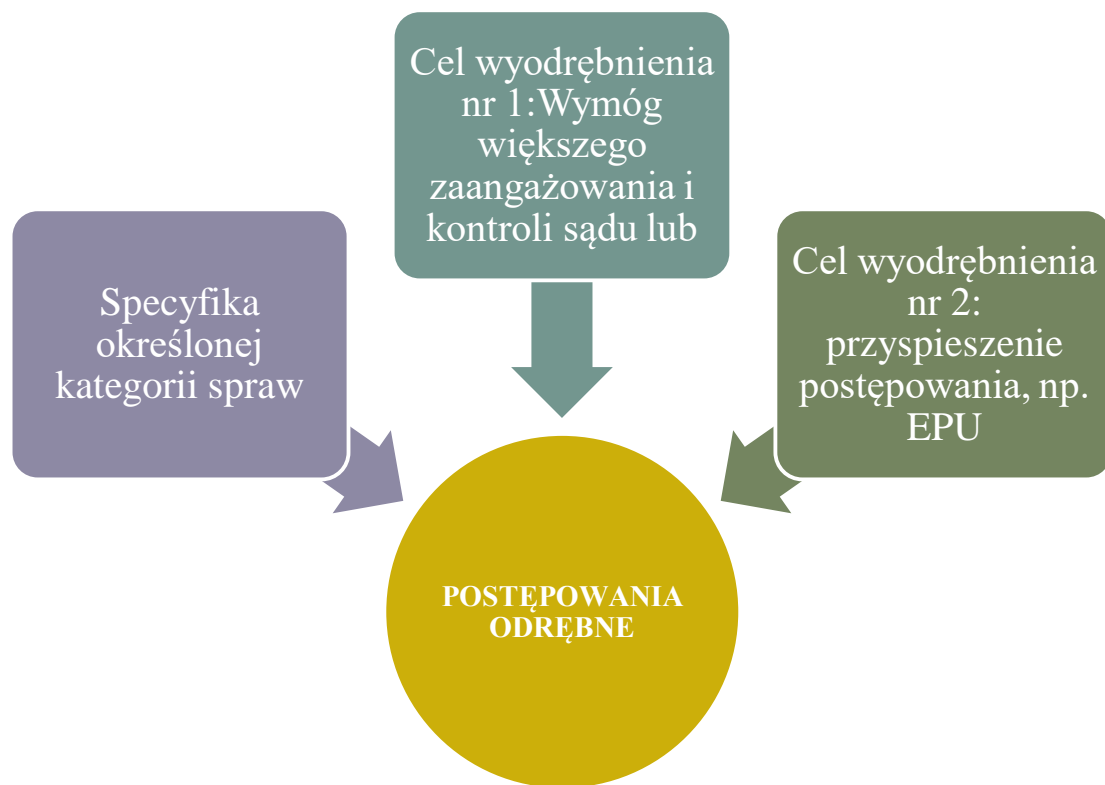 Specyfika
określonej
kategorii spraw
Cel wyodrębnienia
nr 1:Wymóg
większego
zaangażowania i
kontroli sądu lub
Cel wyodrębnienia
nr 2:
przyspieszenie
postępowania, np.
EPU
POSTĘPOWANIA
ODRĘBNE